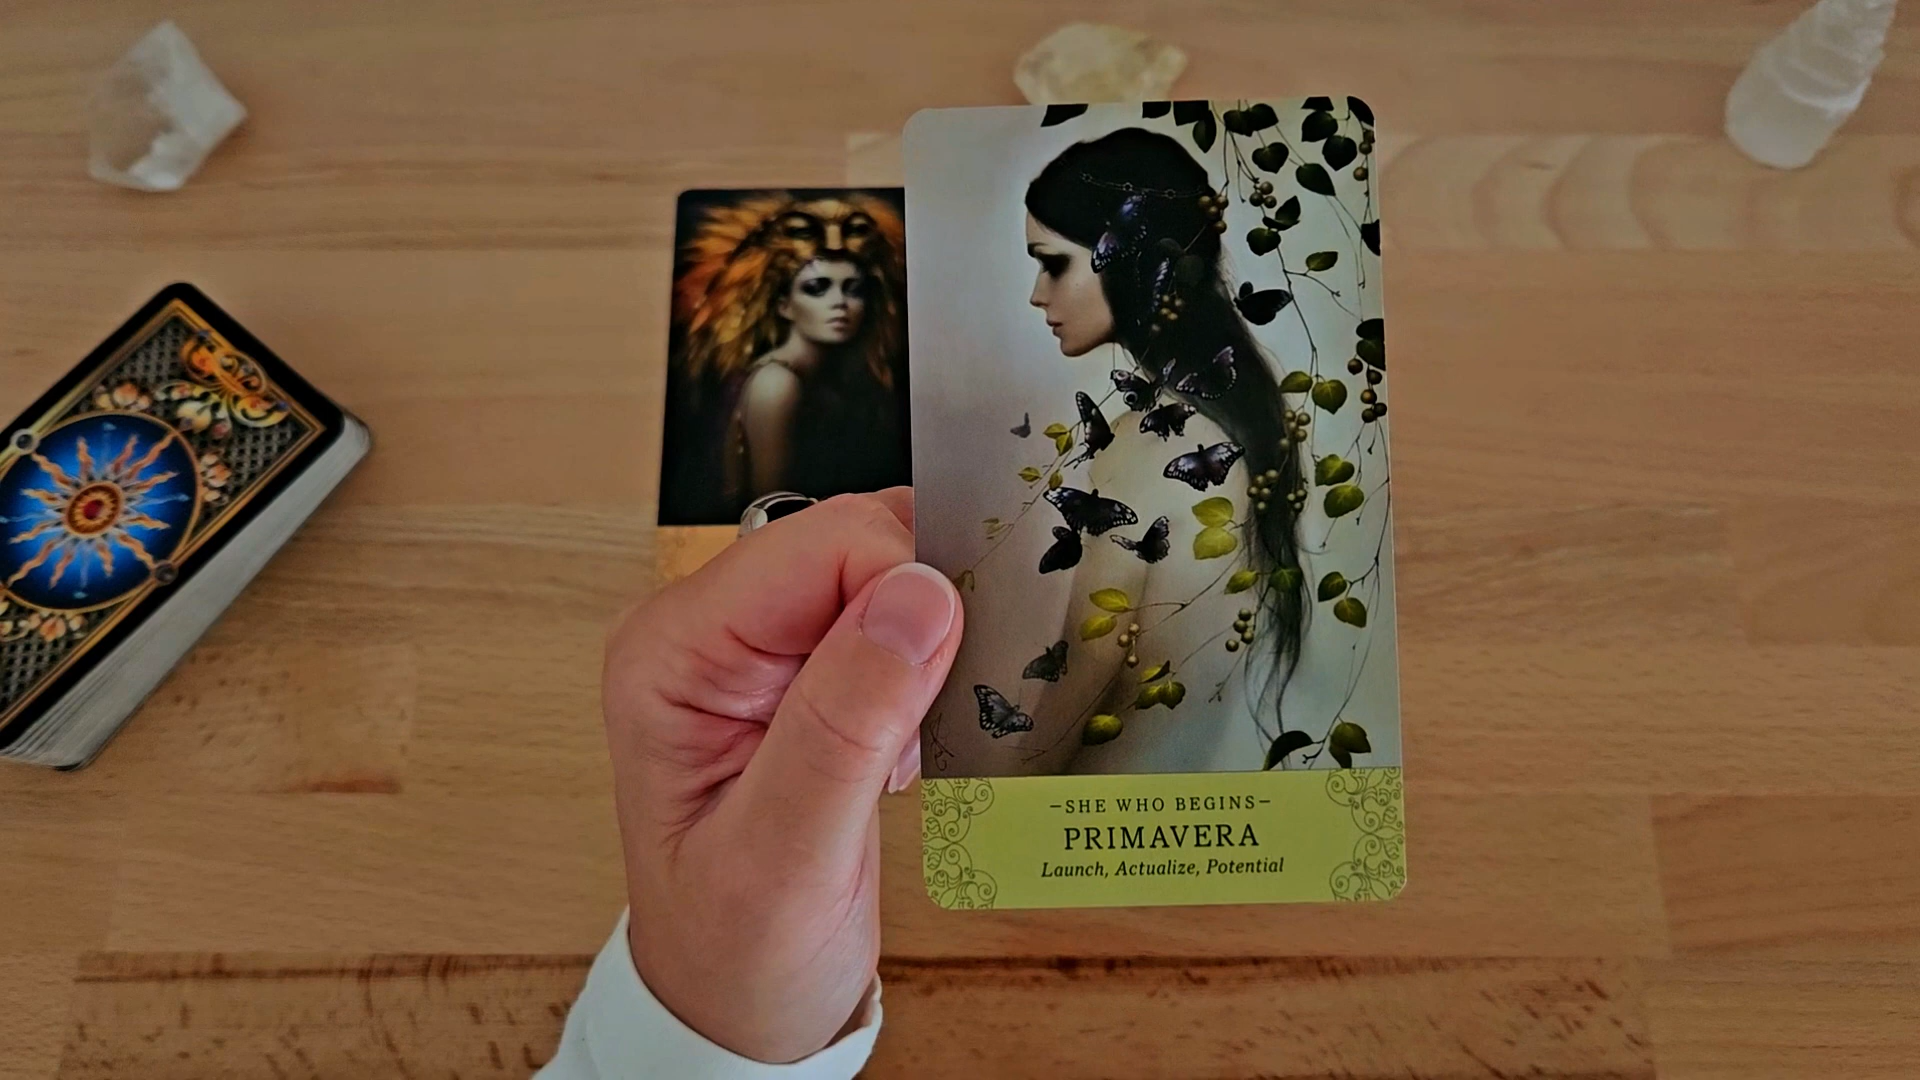 –SHE WHO BEGINS–
PRIMAVERA
Launch, Actualize, Potential